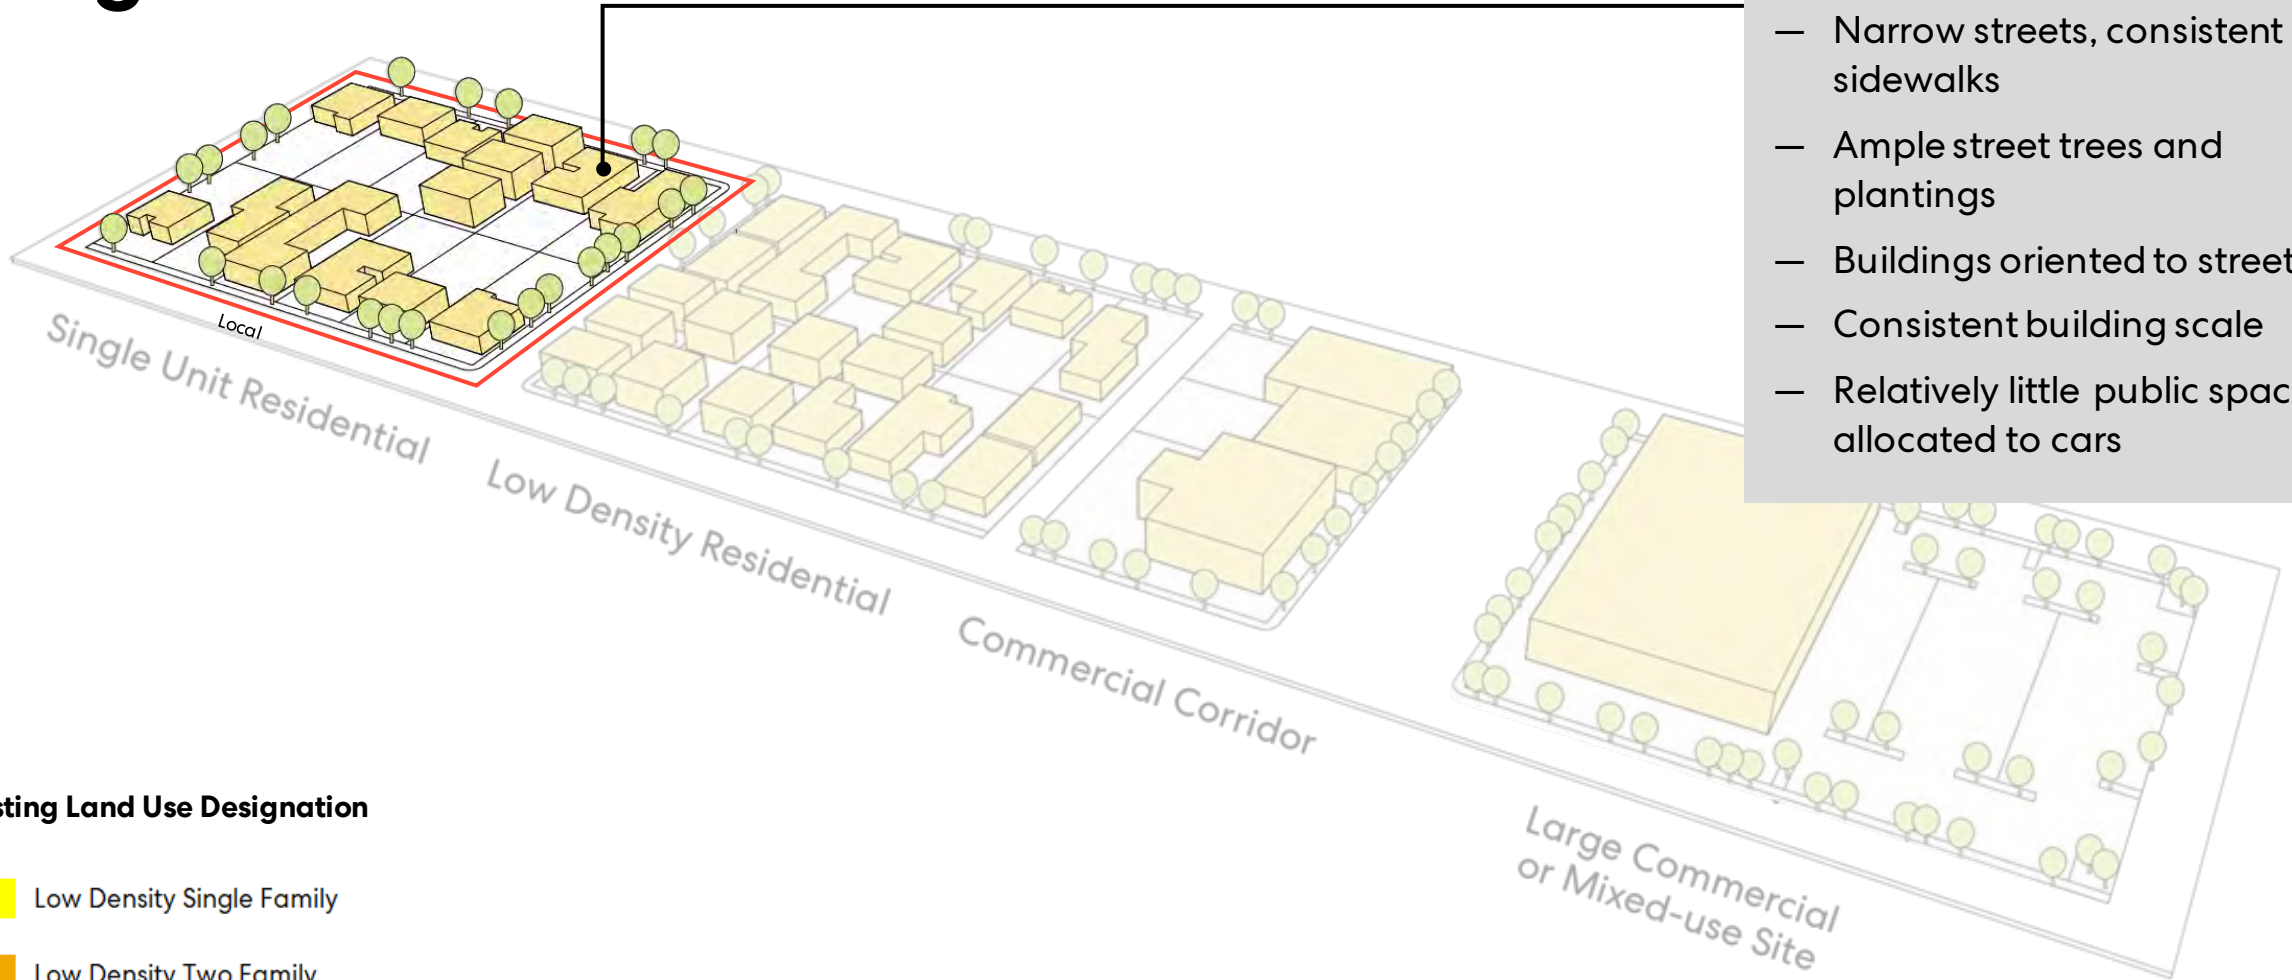 — Narrow streets, consistent
sidewalks
— Ample street trees and
plantings
— Buildings oriented to street
— Consistent building scale
— Relatively little public spac
allocated to cars
Local
Single Unit Residential
Low Density Residential
Commercial Corridor
Large Commercial
or Mixed-use Site
sting Land Use Designation
Low Density Single Family
Low Density Two Family